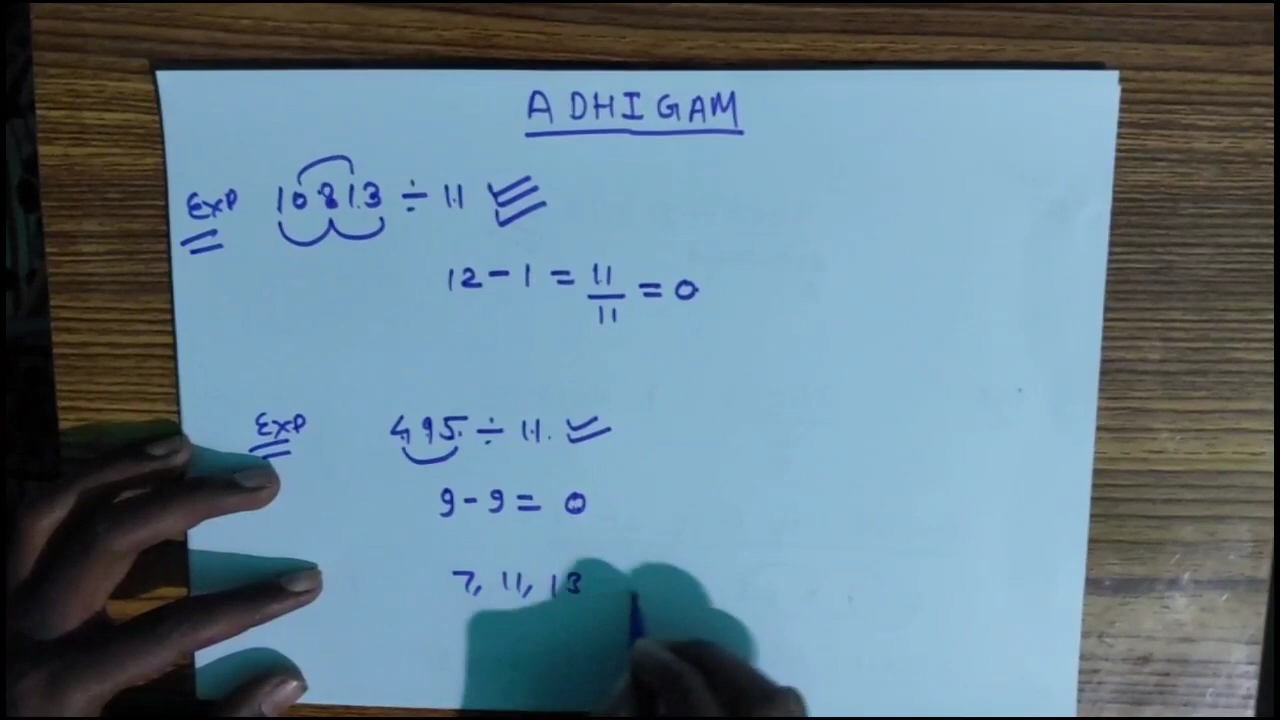 ADHIGAM
Exp 10813 ÷ 11
12 - 1 = 11/11 = 0
Exp 495 ÷ 11
9 - 9 = 0
7, 11, 13